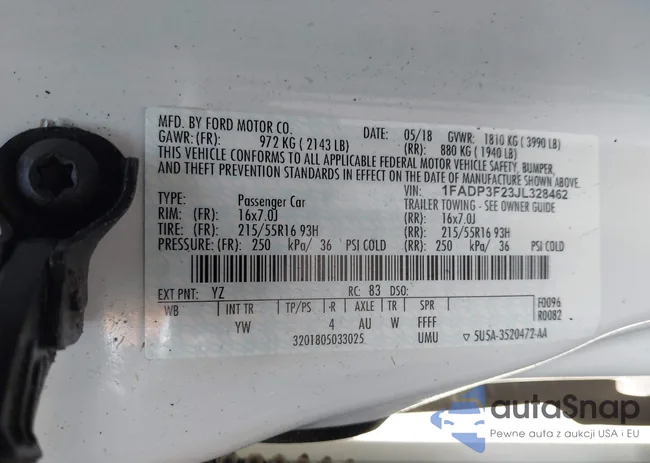 MFD. BY FORD MOTOR CO.
DATE: 05/18 GVWR: 1810 KG ( 3990 LB)
GAWR: (FR): 972 KG ( 2143 LB) (RR): 880 KG ( 1940 LB)
THIS VEHICLE CONFORMS TO ALL APPLICABLE FEDERAL MOTOR VEHICLE SAFETY, BUMPER,
AND THEFT PREVENTION STANDARDS IN EFFECT ON THE DATE OF MANUFACTURE SHOWN ABOVE.
VIN: 1FADP3F23JL328462
TYPE: Passenger Car TRAILER TOWING - SEE OWNER GUIDE
RIM: (FR): 16x7.0J (RR): 16x7.0J
TIRE: (FR): 215/55R16 93H (RR): 215/55R16 93H
PRESSURE: (FR): 250 kPa/ 36 PSI COLD (RR): 250 kPa/ 36 PSI COLD
EXT PNT: YZ RC: 83 DSO:
WB INT TR TP/PS -R AXLE TR SPR F0096
R0082
YW 4 AU W FFFF
3201805033025 UMU ▽ 5U5A-3520472-AA
autaSnap
Pewne auta z aukcji USA i EU